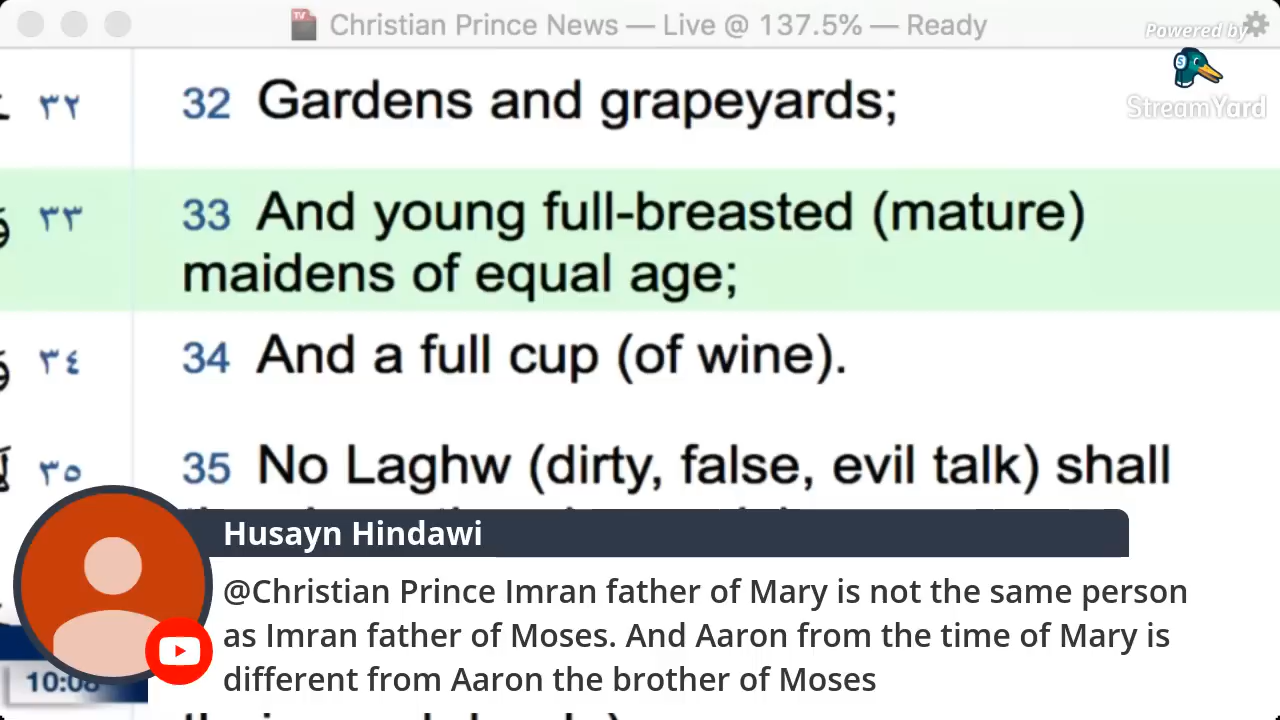 Christian Prince News — Live @ 137.5% — Ready
Powered by
StreamYard
٣٢ 32 Gardens and grapeyards;
٣٣ 33 And young full-breasted (mature)
maidens of equal age;
٣٤ 34 And a full cup (of wine).
٣٥ 35 No Laghw (dirty, false, evil talk) shall
Husayn Hindawi
@Christian Prince Imran father of Mary is not the same person
as Imran father of Moses. And Aaron from the time of Mary is
different from Aaron the brother of Moses
10:08